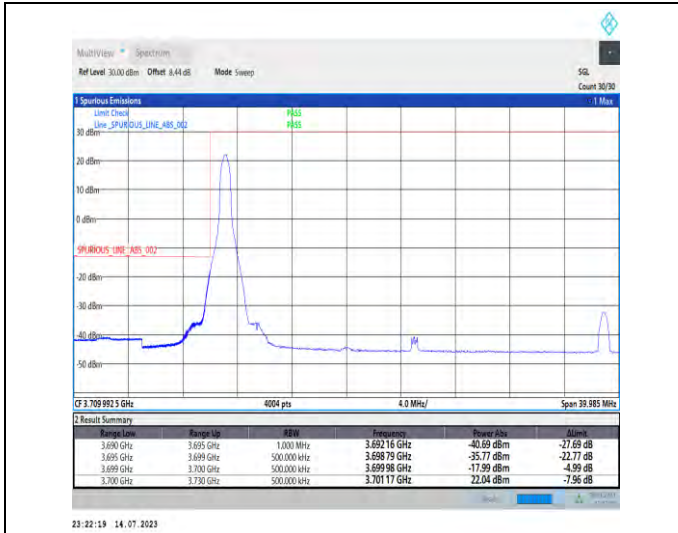 MultiView Spectrum
Ref Level 30.00 dBm Offset 8.44 dB Mode Sweep SGL
Count 30/30
1 Spurious Emissions 1 Max
Limit Check PASS
Line _SPURIOUS_LINE_ABS_002 PASS
30 dBm
20 dBm
10 dBm
0 dBm
SPURIOUS_LINE_ABS_002
-20 dBm
-30 dBm
-40 dBm
-50 dBm
CF 3.709 992 5 GHz 4004 pts 4.0 MHz/ Span 39.985 MHz
2 Result Summary
Range Low Range Up RBW Frequency Power Abs ΔLimit
3.690 GHz 3.695 GHz 1.000 MHz 3.692 16 GHz -40.69 dBm -27.69 dB
3.695 GHz 3.699 GHz 500.000 kHz 3.698 79 GHz -35.77 dBm -22.77 dB
3.699 GHz 3.700 GHz 500.000 kHz 3.699 98 GHz -17.99 dBm -4.99 dB
3.700 GHz 3.730 GHz 500.000 kHz 3.701 17 GHz 22.04 dBm -7.96 dB
23:22:19 14.07.2023